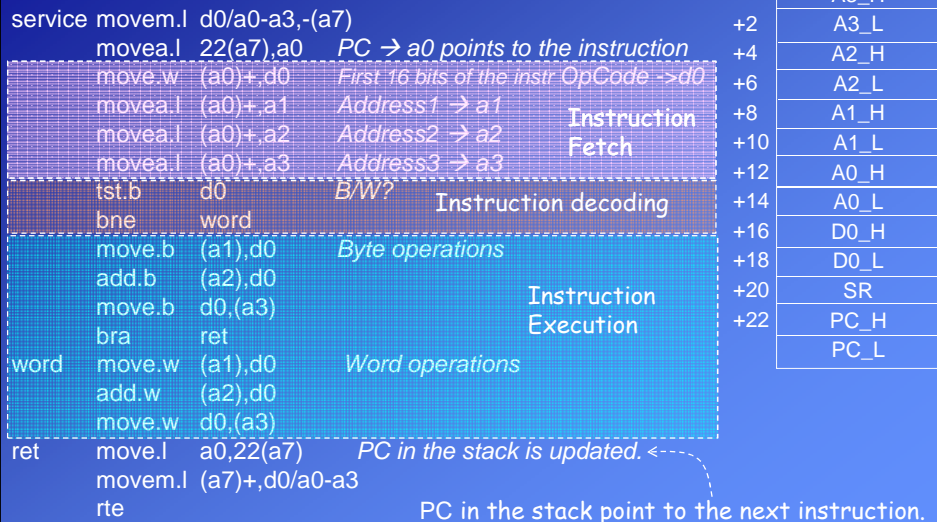 service movem.l d0/a0-a3,-(a7)
movea.l 22(a7),a0 PC → a0 points to the instruction
move.w (a0)+,d0 First 16 bits of the instr OpCode ->d0
movea.l (a0)+,a1 Address1 → a1
movea.l (a0)+,a2 Address2 → a2
movea.l (a0)+,a3 Address3 → a3
Instruction
Fetch
tst.b d0 B/W?
bne word
Instruction decoding
move.b (a1),d0 Byte operations
add.b (a2),d0
move.b d0,(a3)
bra ret
word move.w (a1),d0 Word operations
add.w (a2),d0
move.w d0,(a3)
Instruction
Execution
ret move.l a0,22(a7) PC in the stack is updated.
movem.l (a7)+,d0/a0-a3
rte
PC in the stack point to the next instruction.
+2 A3_L
+4 A2_H
+6 A2_L
+8 A1_H
+10 A1_L
+12 A0_H
+14 A0_L
+16 D0_H
+18 D0_L
+20 SR
+22 PC_H
PC_L